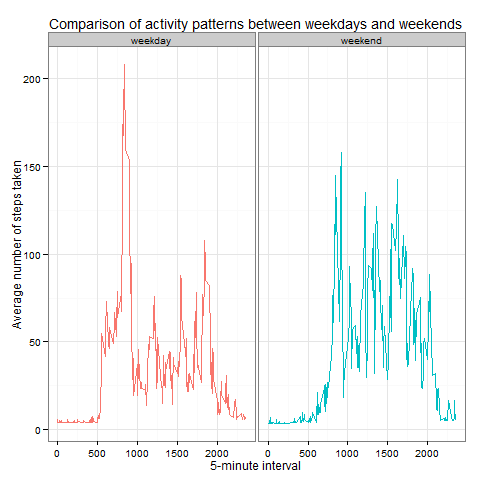 Comparison of activity patterns between weekdays and weekends
weekday
weekend
Average number of steps taken
200
150
100
50
0
0 500 1000 1500 2000
0 500 1000 1500 2000
5-minute interval